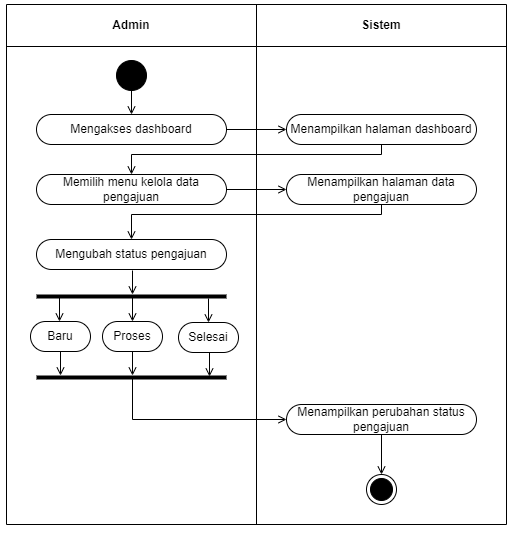 Admin
Sistem
Mengakses dashboard
Menampilkan halaman dashboard
Memilih menu kelola data
pengajuan
Menampilkan halaman data
pengajuan
Mengubah status pengajuan
Baru
Proses
Selesai
Menampilkan perubahan status
pengajuan